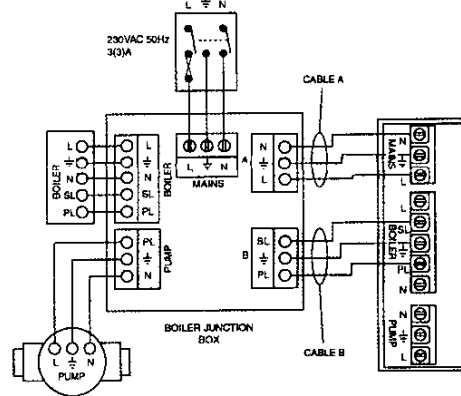 L ⏚ N
230VAC 50Hz
3(3)A
CABLE A
BOILER
L
⏚
N
SL
PL
L
⏚
N
SL
PL
BOILER
L ⏚ N
MAINS
A
N
⏚
L
N
⏚
L
MAINS
L
SL
⏚
PL
N
BOILER
PL
⏚
N
PUMP
B
SL
⏚
PL
N
⏚
L
PUMP
BOILER JUNCTION
BOX
CABLE B
L ⏚ N
PUMP